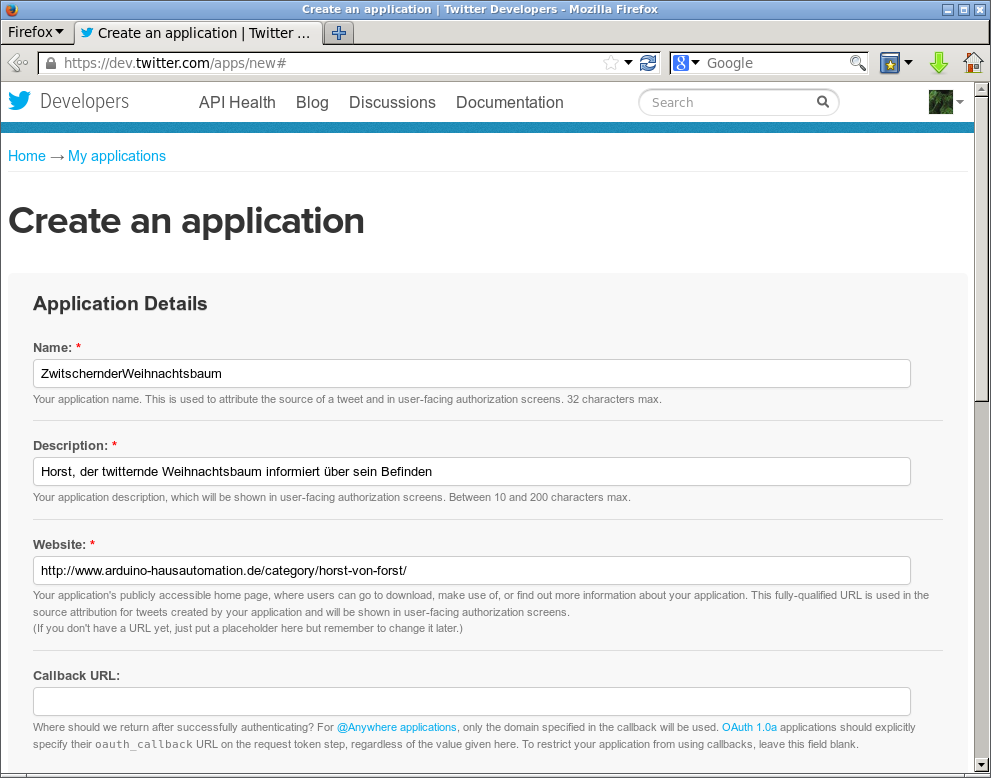 Create an application | Twitter Developers - Mozilla Firefox
Firefox
Create an application | Twitter ...
https://dev.twitter.com/apps/new#
Google
Developers
API Health Blog Discussions Documentation
Search
Home → My applications
Create an application
Application Details
Name: *
ZwitschernderWeihnachtsbaum
Your application name. This is used to attribute the source of a tweet and in user-facing authorization screens. 32 characters max.
Description: *
Horst, der twitternde Weihnachtsbaum informiert über sein Befinden
Your application description, which will be shown in user-facing authorization screens. Between 10 and 200 characters max.
Website: *
http://www.arduino-hausautomation.de/category/horst-von-forst/
Your application's publicly accessible home page, where users can go to download, make use of, or find out more information about your application. This fully-qualified URL is used in the
source attribution for tweets created by your application and will be shown in user-facing authorization screens.
(If you don't have a URL yet, just put a placeholder here but remember to change it later.)
Callback URL:
Where should we return after successfully authenticating? For @Anywhere applications, only the domain specified in the callback will be used. OAuth 1.0a applications should explicitly
specify their oauth_callback URL on the request token step, regardless of the value given here. To restrict your application from using callbacks, leave this field blank.